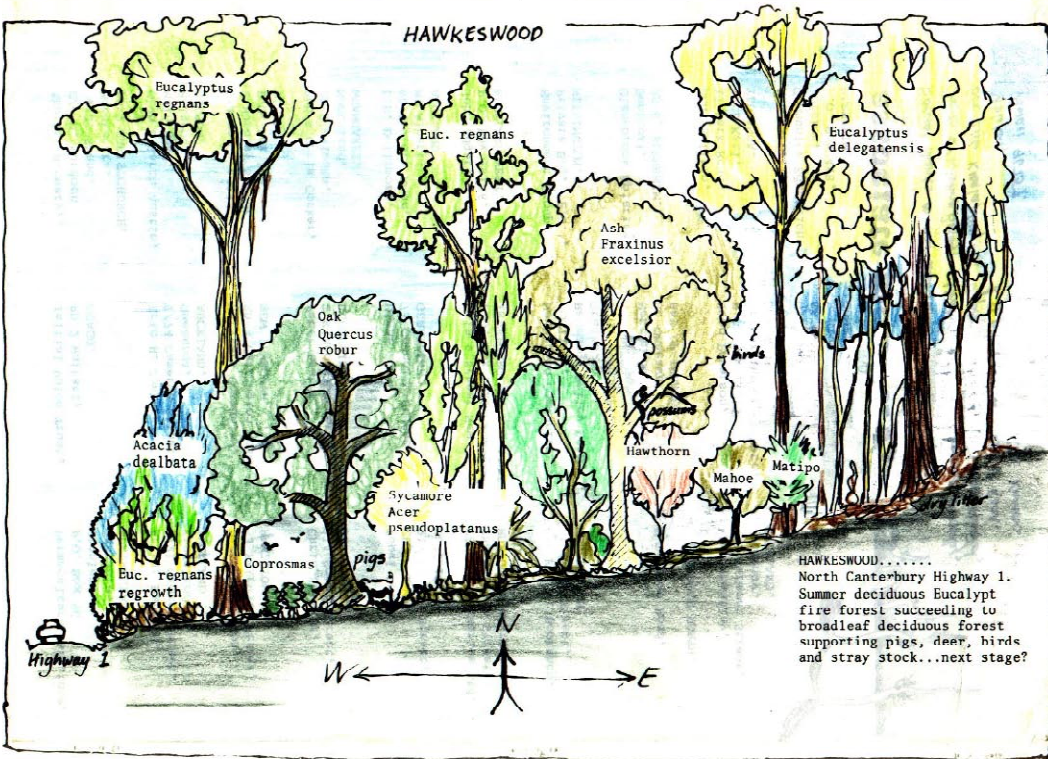 HAWKESWOOD
Eucalyptus
regnans
Euc. regnans
Eucalyptus
delegatensis
Ash
Fraxinus
excelsior
Oak
Quercus
robur
birds
possums
Acacia
dealbata
Hawthorn
Mahoe
Matipo
Sycamore
Acer
pseudoplatanus
dry litter
Euc. regnans
regrowth
Coprosmas
pigs
Highway 1
N
W
E
HAWKESWOOD.......
North Canterbury Highway 1.
Summer deciduous Eucalypt
fire forest succeeding to
broadleaf deciduous forest
supporting pigs, deer, birds
and stray stock...next stage?